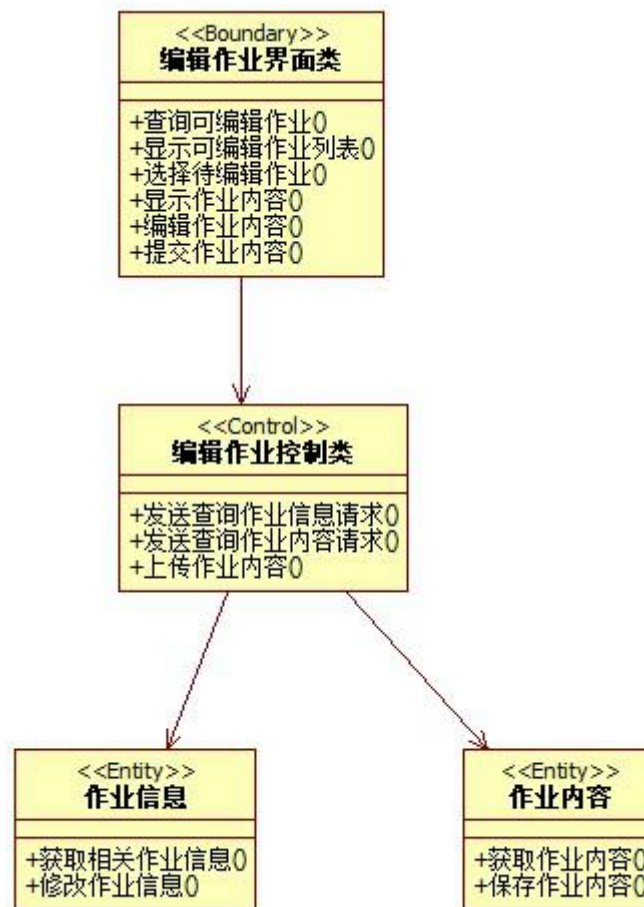 <<Boundary>>
编辑作业界面类
+查询可编辑作业()
+显示可编辑作业列表()
+选择待编辑作业()
+显示作业内容()
+编辑作业内容()
+提交作业内容()
<<Control>>
编辑作业控制类
+发送查询作业信息请求()
+发送查询作业内容请求()
+上传作业内容()
<<Entity>>
作业信息
+获取相关作业信息()
+修改作业信息()
<<Entity>>
作业内容
+获取作业内容()
+保存作业内容()